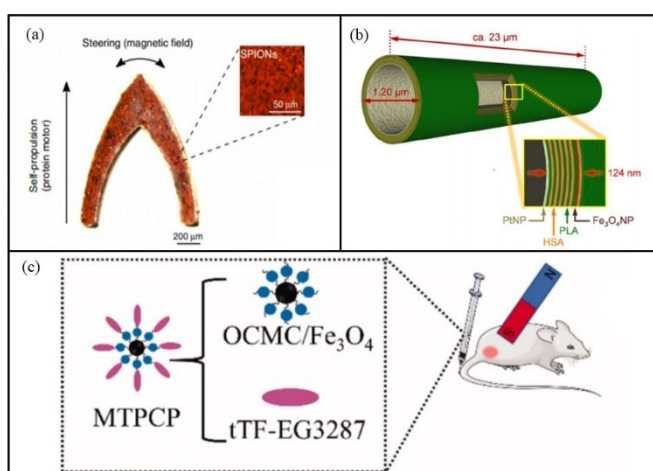 (a)
Steering (magnetic field)
SPIONs
50 μm
Self-propulsion
(protein motor)
200 μm
(b)
ca. 23 μm
1.20 μm
124 nm
PtNP
HSA
PLA
Fe₃O₄NP
(c)
MTPCP
OCMC/Fe₃O₄
tTF-EG3287
N
S